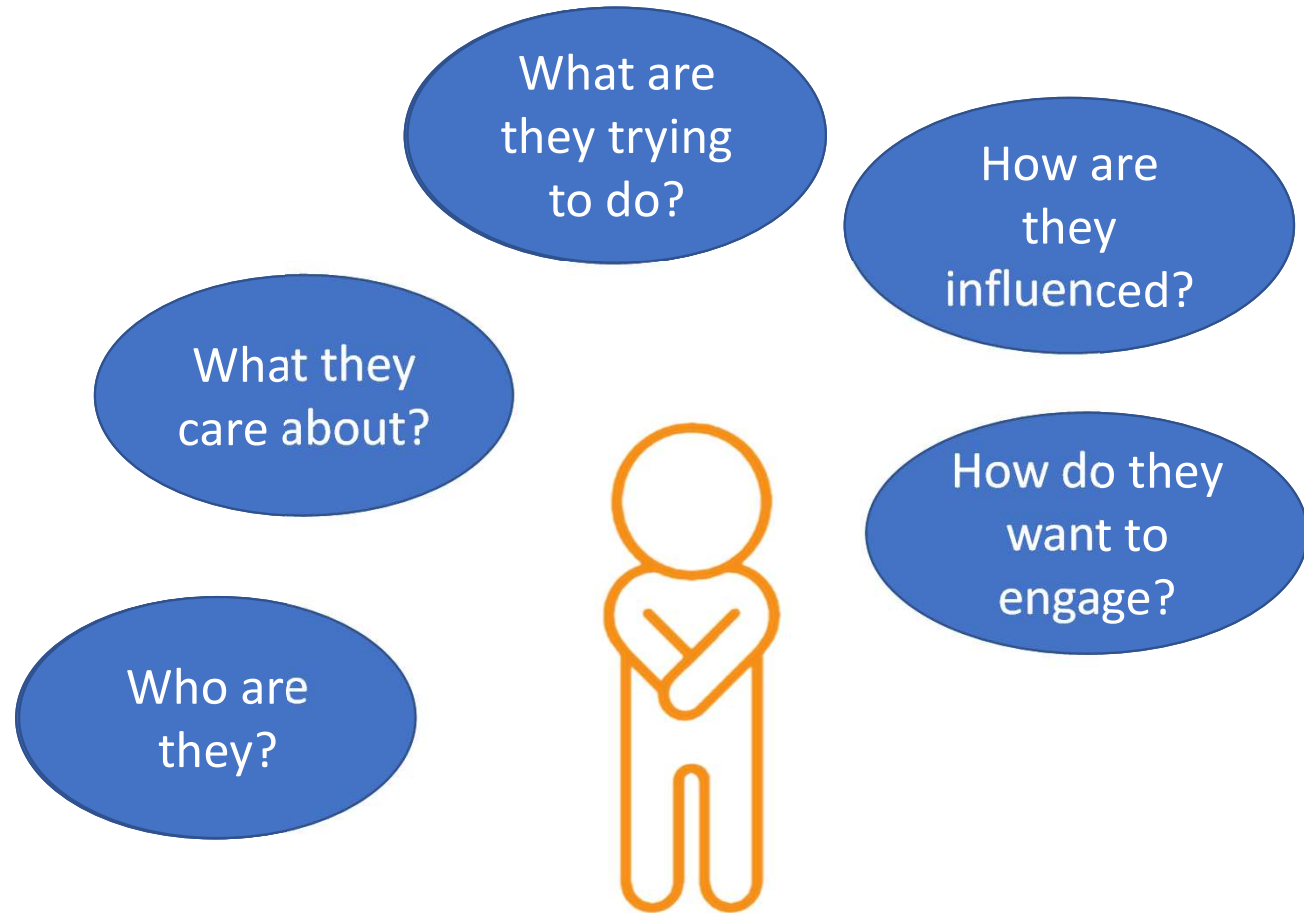 What are
they trying
to do?
How are
they
influenced?
What they
care about?
How do they
want to
engage?
Who are
they?